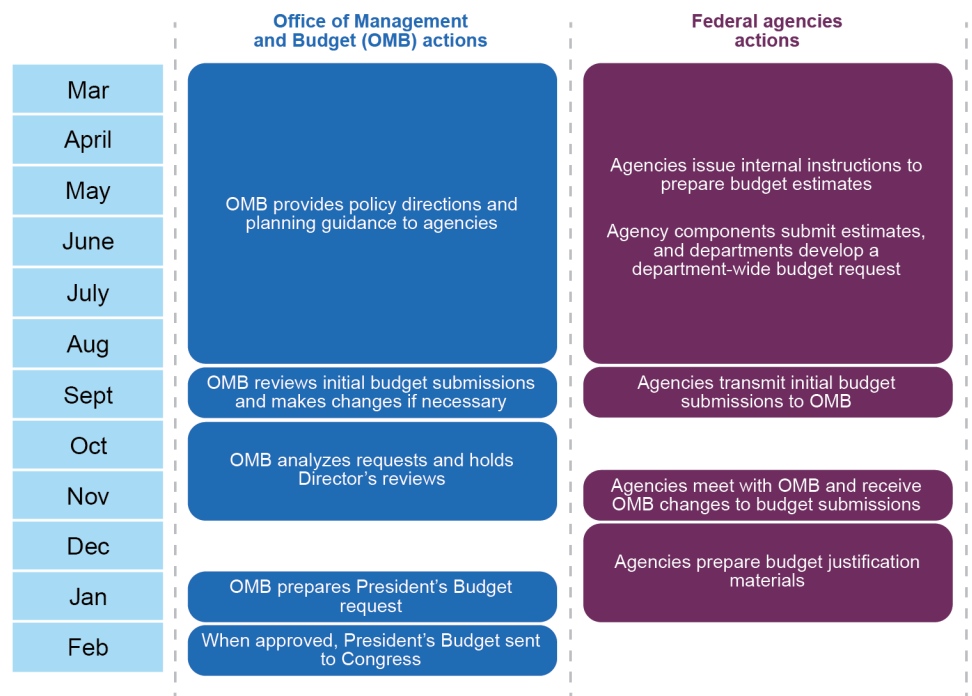 Office of Management
and Budget (OMB) actions
Federal agencies
actions
Mar
April
May
June
July
Aug
Sept
Oct
Nov
Dec
Jan
Feb
OMB provides policy directions and
planning guidance to agencies
OMB reviews initial budget submissions
and makes changes if necessary
OMB analyzes requests and holds
Director’s reviews
OMB prepares President’s Budget
request
When approved, President’s Budget sent
to Congress
Agencies issue internal instructions to
prepare budget estimates
Agency components submit estimates,
and departments develop a
department-wide budget request
Agencies transmit initial budget
submissions to OMB
Agencies meet with OMB and receive
OMB changes to budget submissions
Agencies prepare budget justification
materials